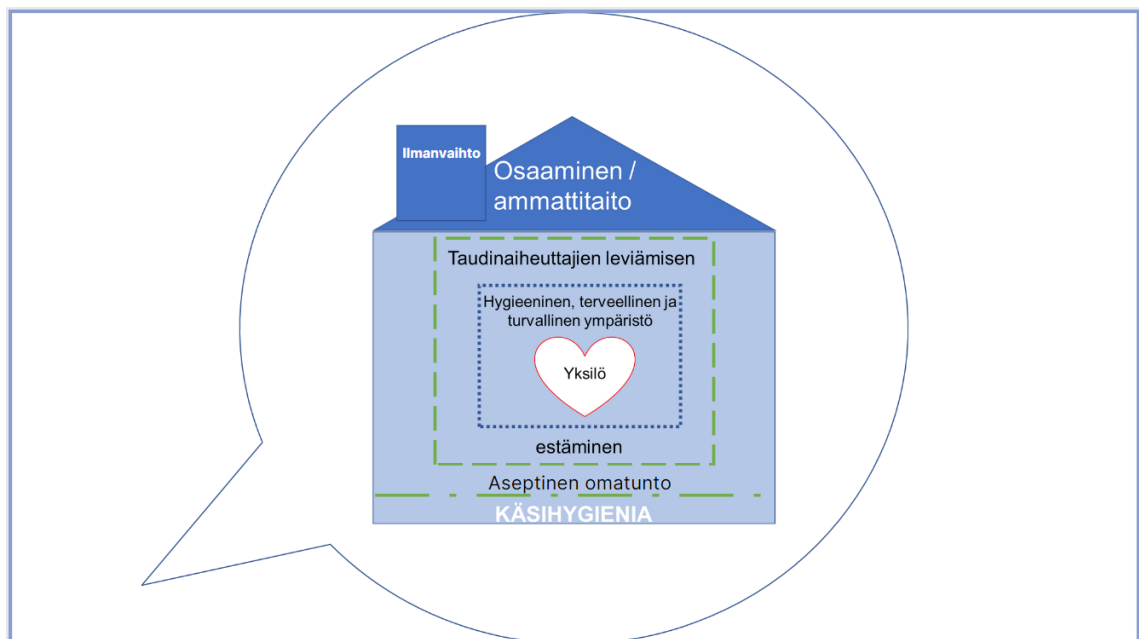 Ilmanvaihto
Osaaminen /
ammattitaito
Taudinaiheuttajien leviämisen
Hygieeninen, terveellinen ja
turvallinen ympäristö
Yksilö
estäminen
Aseptinen omatunto
KÄSIHYGIENIA